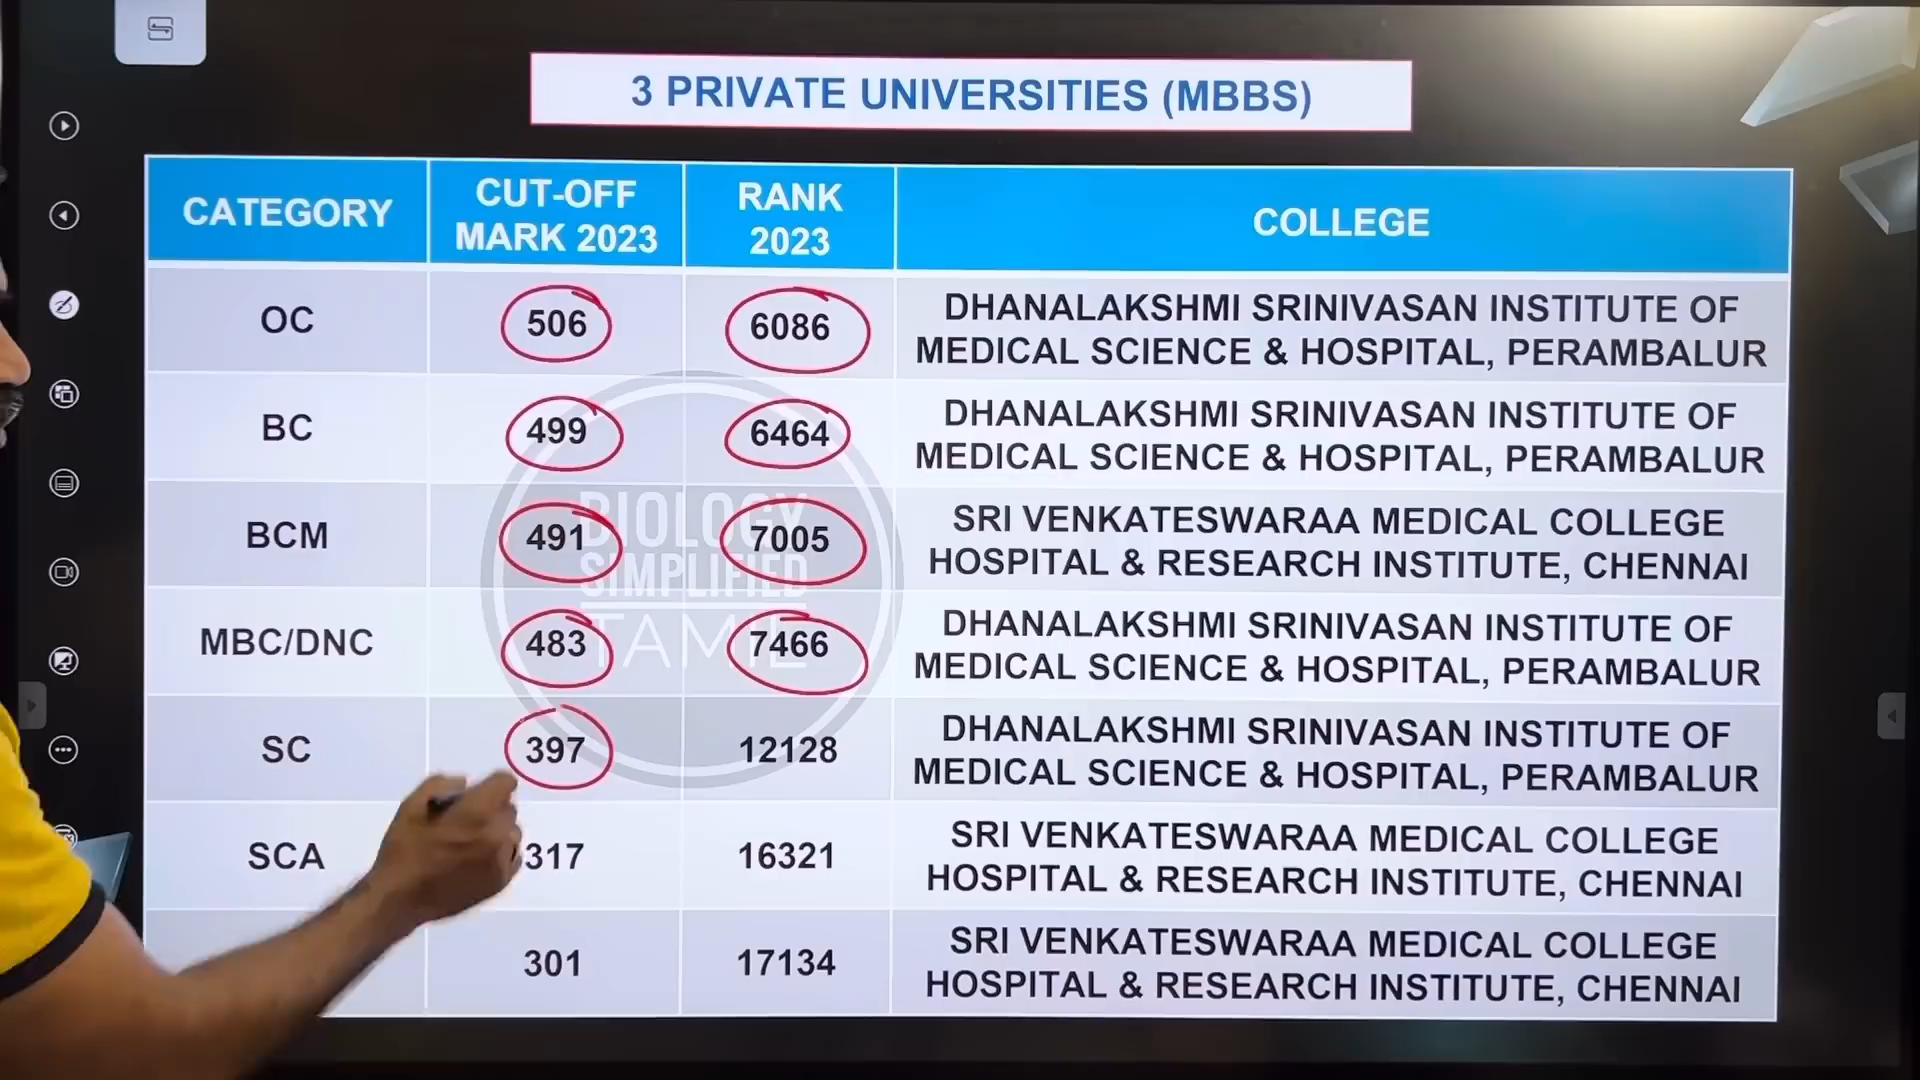 3 PRIVATE UNIVERSITIES (MBBS)
CATEGORY
CUT-OFF
MARK 2023
RANK
2023
COLLEGE
OC
506
6086
DHANALAKSHMI SRINIVASAN INSTITUTE OF
MEDICAL SCIENCE & HOSPITAL, PERAMBALUR
BC
499
6464
DHANALAKSHMI SRINIVASAN INSTITUTE OF
MEDICAL SCIENCE & HOSPITAL, PERAMBALUR
BCM
491
7005
SRI VENKATESWARAA MEDICAL COLLEGE
HOSPITAL & RESEARCH INSTITUTE, CHENNAI
MBC/DNC
483
7466
DHANALAKSHMI SRINIVASAN INSTITUTE OF
MEDICAL SCIENCE & HOSPITAL, PERAMBALUR
SC
397
12128
DHANALAKSHMI SRINIVASAN INSTITUTE OF
MEDICAL SCIENCE & HOSPITAL, PERAMBALUR
SCA
317
16321
SRI VENKATESWARAA MEDICAL COLLEGE
HOSPITAL & RESEARCH INSTITUTE, CHENNAI
301
17134
SRI VENKATESWARAA MEDICAL COLLEGE
HOSPITAL & RESEARCH INSTITUTE, CHENNAI
BIOLOGY
SIMPLIFIED
TAMIL